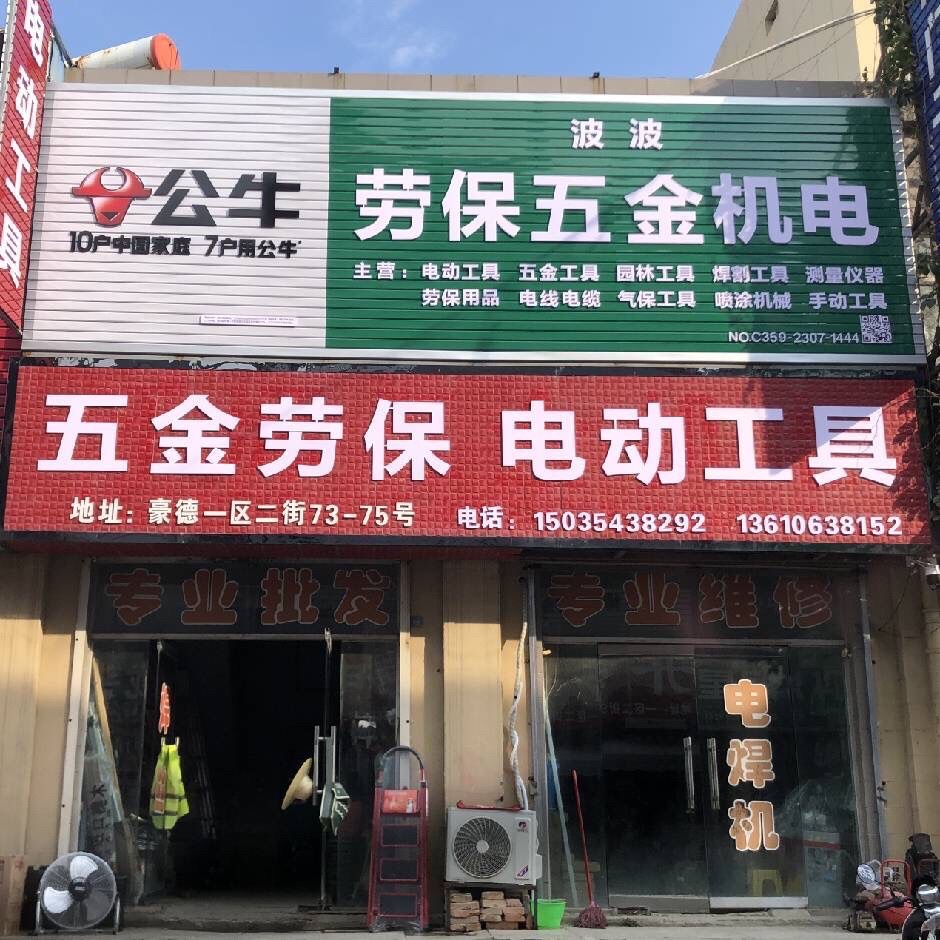 电动工具
公牛
10户中国家庭 7户用公牛
波波
劳保五金机电
主营：电动工具 五金工具 园林工具 焊割工具 测量仪器
劳保用品 电线电缆 气保工具 喷涂机械 手动工具
NO.C359-2307-1444
五金劳保 电动工具
地址：豪德一区二街73-75号 电话：15035438292 13610638152
专业批发
专业维修
电焊机